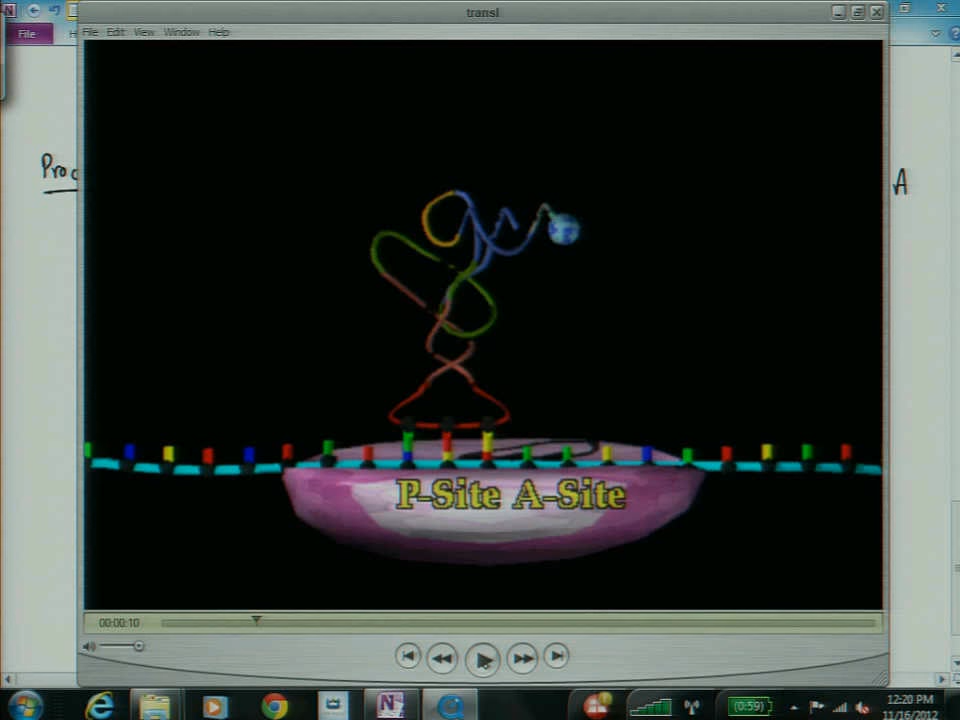 transl
File
File Edit View Window Help
Proc
A
P-Site A-Site
00:00:10
(0:59)
12:20 PM
11/16/2012